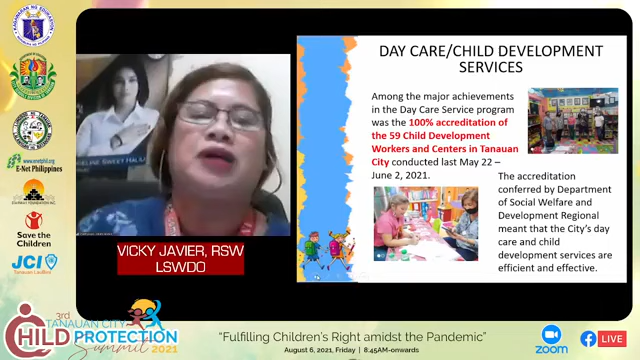 KAGAWARAN NG EDUKASYON
E-Net Philippines
Save the
Children
JCI
Tanauan
DAY CARE/CHILD DEVELOPMENT
SERVICES
Among the major achievements
in the Day Care Service program
was the 100% accreditation of
the 59 Child Development
Workers and Centers in Tanauan
City conducted last May 22 –
June 2, 2021.
The accreditation
conferred by Department
of Social Welfare and
Development Regional
meant that the City's day
care and child
development services are
efficient and effective.
VICKY JAVIER, RSW
LSWDO
3rd
TANAUAN CITY
CHILD PROTECTION
Summit 2021
“Fulfilling Children's Right amidst the Pandemic”
August 6, 2021, Friday | 8:45AM-onwards
zoom
f LIVE